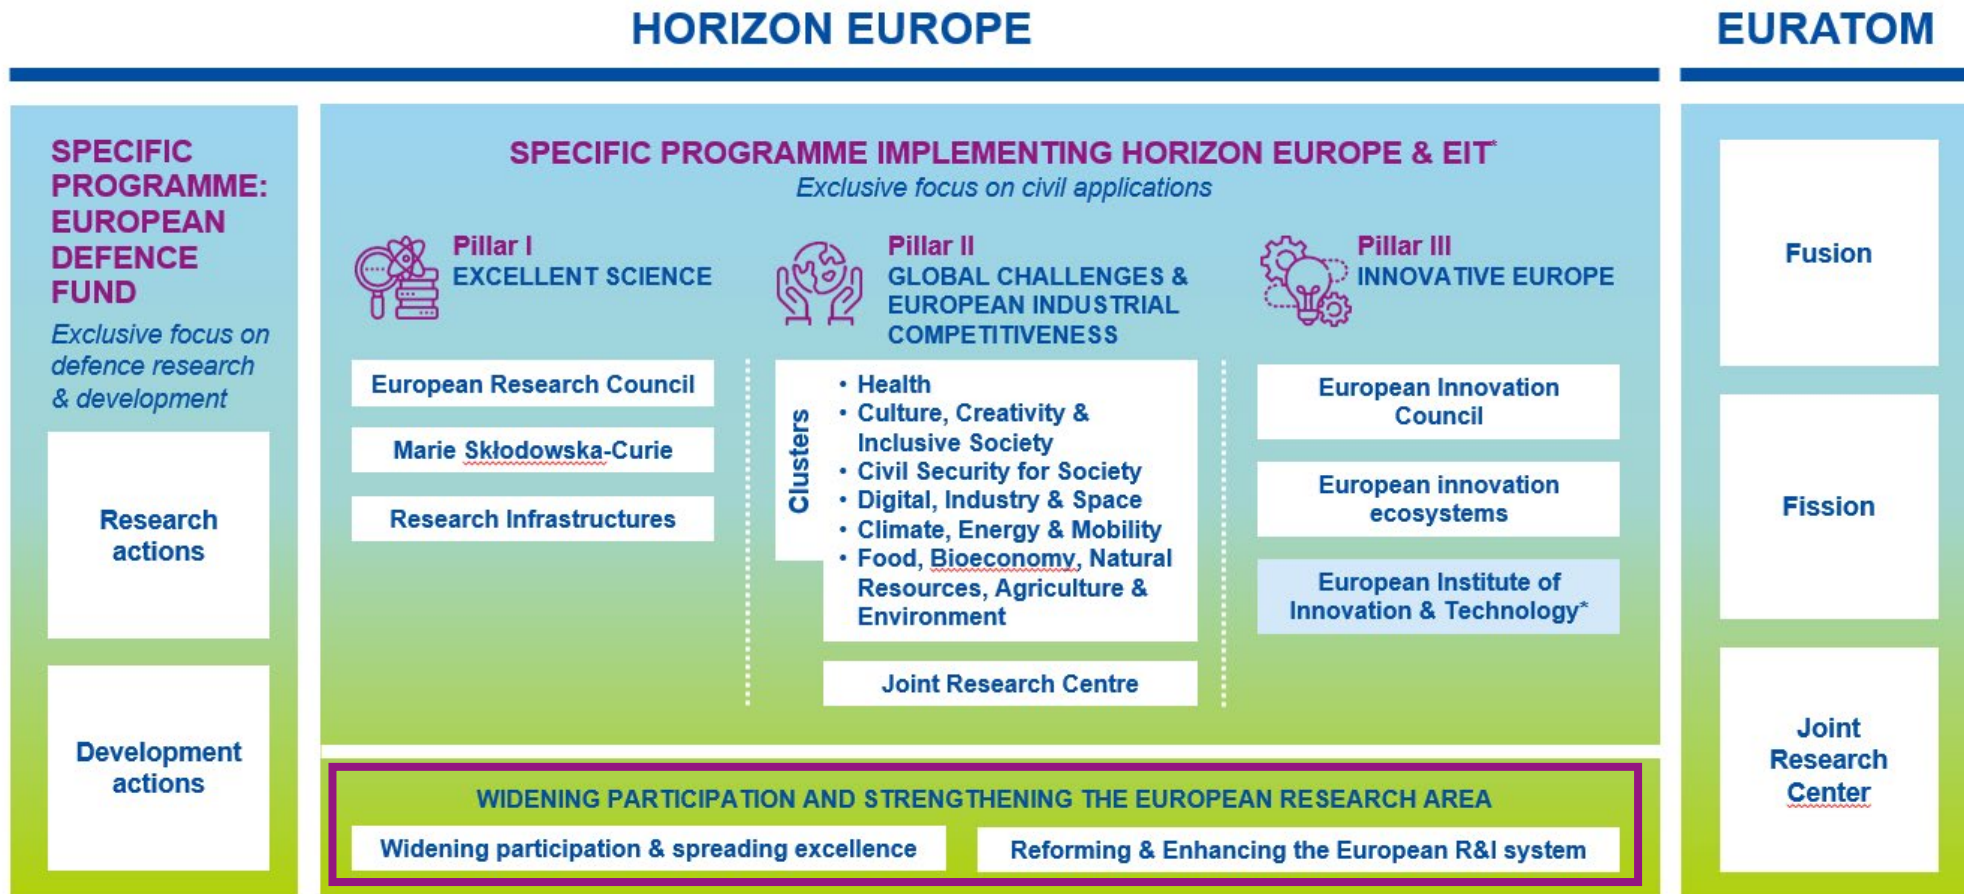 HORIZON EUROPE
EURATOM
SPECIFIC
PROGRAMME:
EUROPEAN
DEFENCE
FUND
Exclusive focus on
defence research
& development
Research
actions
Development
actions
SPECIFIC PROGRAMME IMPLEMENTING HORIZON EUROPE & EIT*
Exclusive focus on civil applications
Pillar I
EXCELLENT SCIENCE
European Research Council
Marie Skłodowska-Curie
Research Infrastructures
Pillar II
GLOBAL CHALLENGES &
EUROPEAN INDUSTRIAL
COMPETITIVENESS
Clusters
• Health
• Culture, Creativity &
Inclusive Society
• Civil Security for Society
• Digital, Industry & Space
• Climate, Energy & Mobility
• Food, Bioeconomy, Natural
Resources, Agriculture &
Environment
Joint Research Centre
Pillar III
INNOVATIVE EUROPE
European Innovation
Council
European innovation
ecosystems
European Institute of
Innovation & Technology*
WIDENING PARTICIPATION AND STRENGTHENING THE EUROPEAN RESEARCH AREA
Widening participation & spreading excellence
Reforming & Enhancing the European R&I system
Fusion
Fission
Joint
Research
Center